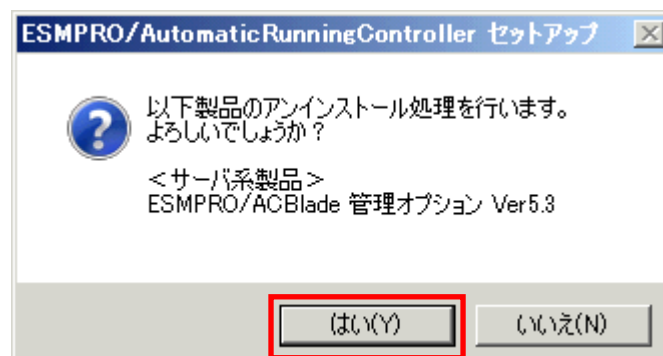 ESMPRO/AutomaticRunningController セットアップ
以下製品のアンインストール処理を行います。
よろしいでしょうか？
＜サーバ系製品＞
ESMPRO/ACBlade 管理オプション Ver5.3
はい(Y)
いいえ(N)